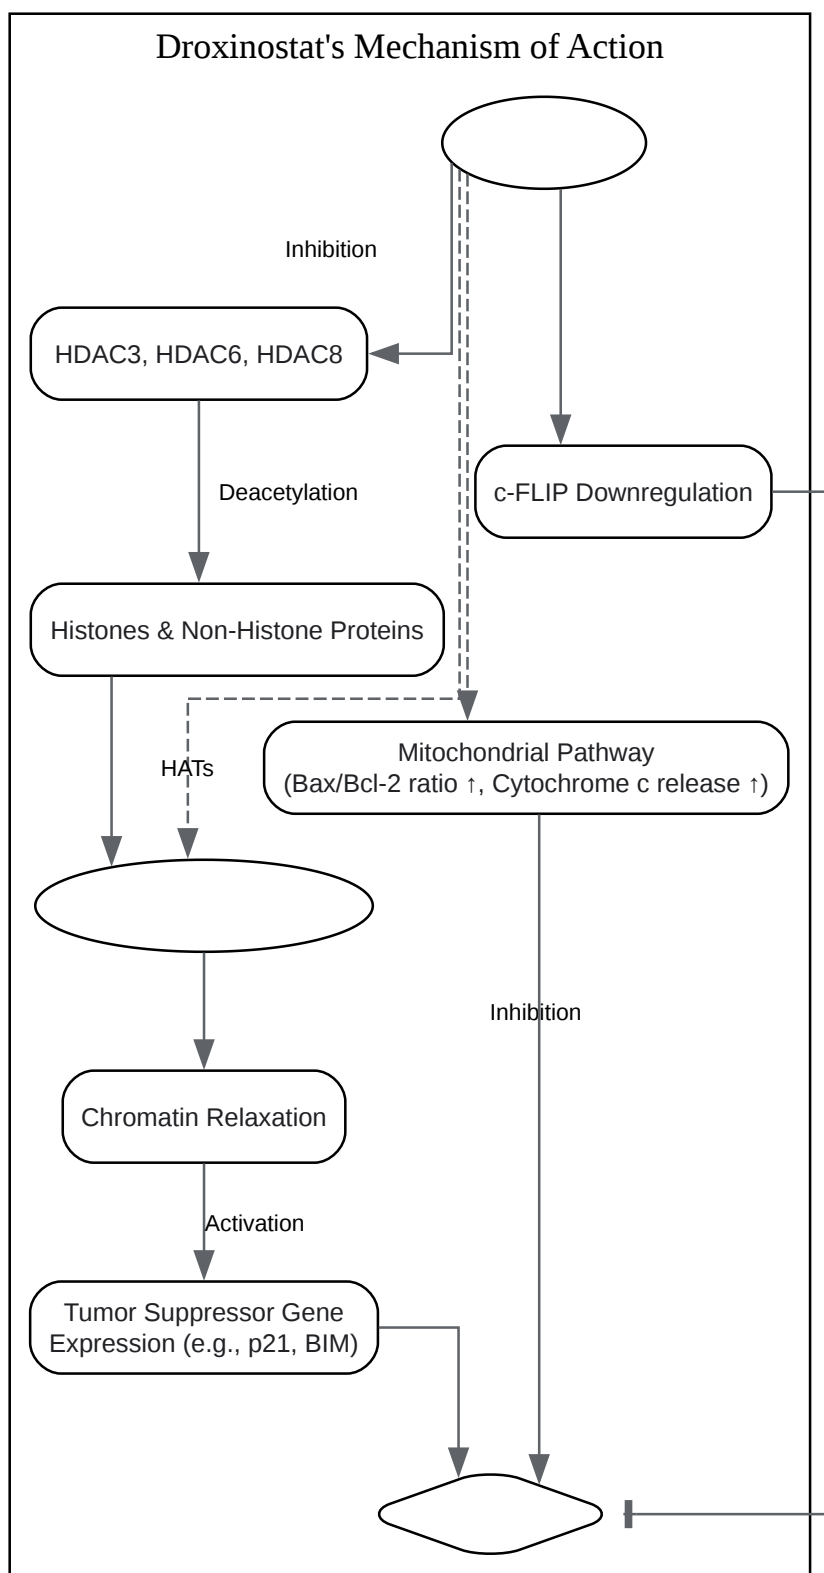 Droxinostat's Mechanism of Action
Inhibition
HDAC3, HDAC6, HDAC8
Deacetylation
c-FLIP Downregulation
Histones & Non-Histone Proteins
HATs
Mitochondrial Pathway
(Bax/Bcl-2 ratio ↑, Cytochrome c release ↑)
Inhibition
Chromatin Relaxation
Activation
Tumor Suppressor Gene
Expression (e.g., p21, BIM)